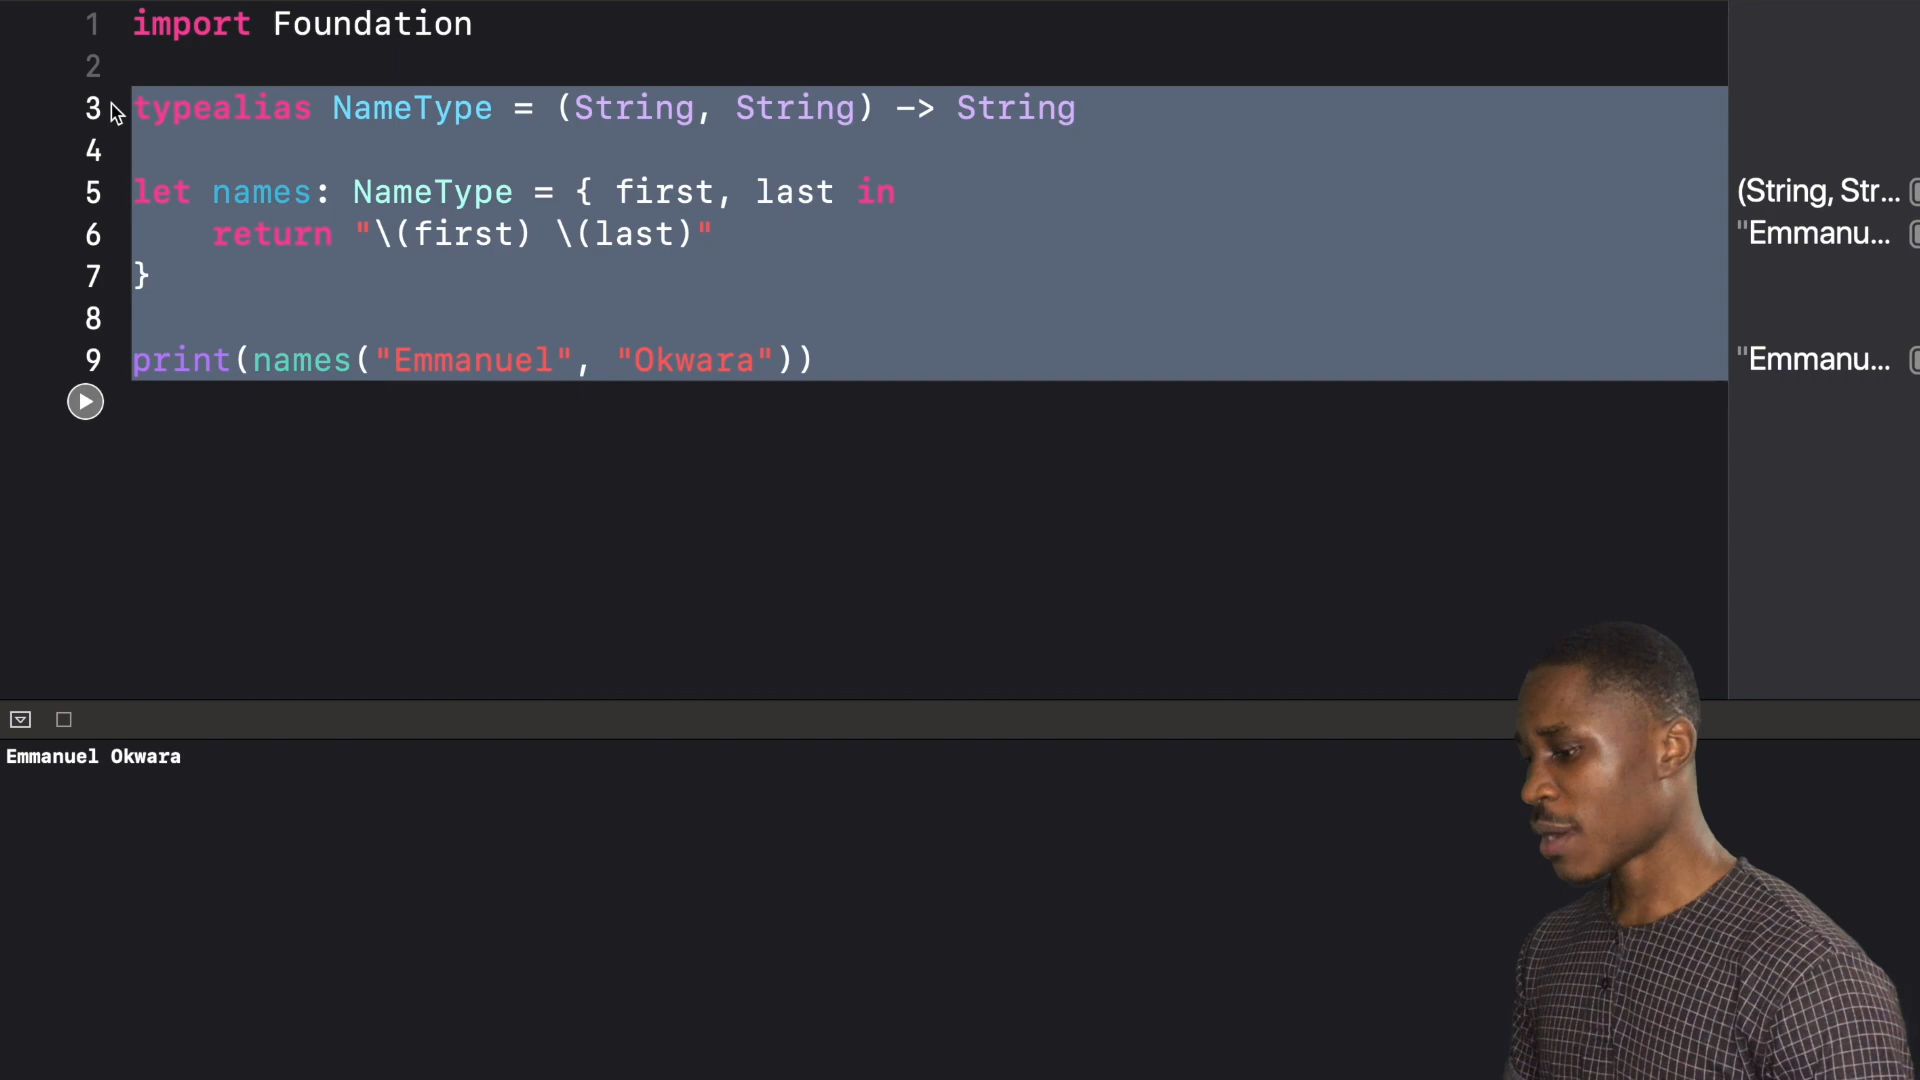 1 import Foundation
2
3 typealias NameType = (String, String) -> String
4
5 let names: NameType = { first, last in
(String, Str...
6 return "\(first) \(last)"
"Emmanu...
7 }
8
9 print(names("Emmanuel", "Okwara"))
"Emmanu...
Emmanuel Okwara